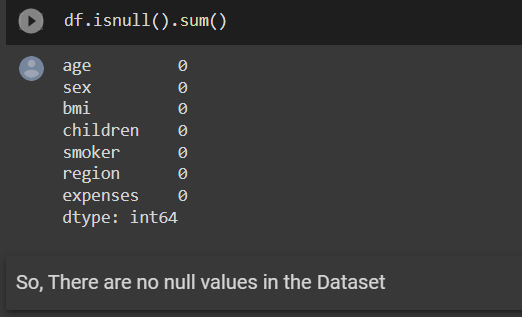 df.isnull().sum()
age 0
sex 0
bmi 0
children 0
smoker 0
region 0
expenses 0
dtype: int64
So, There are no null values in the Dataset